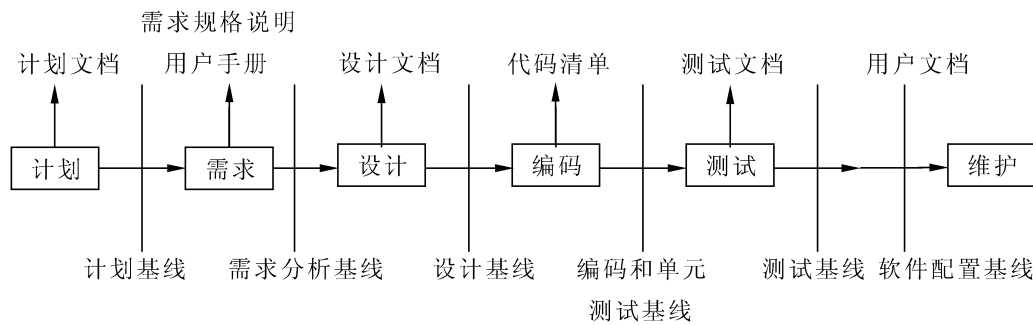 需求规格说明
计划文档 用户手册 设计文档 代码清单 测试文档 用户文档
计划 需求 设计 编码 测试 维护
计划基线 需求分析基线 设计基线 编码和单元 测试基线 软件配置基线
测试基线